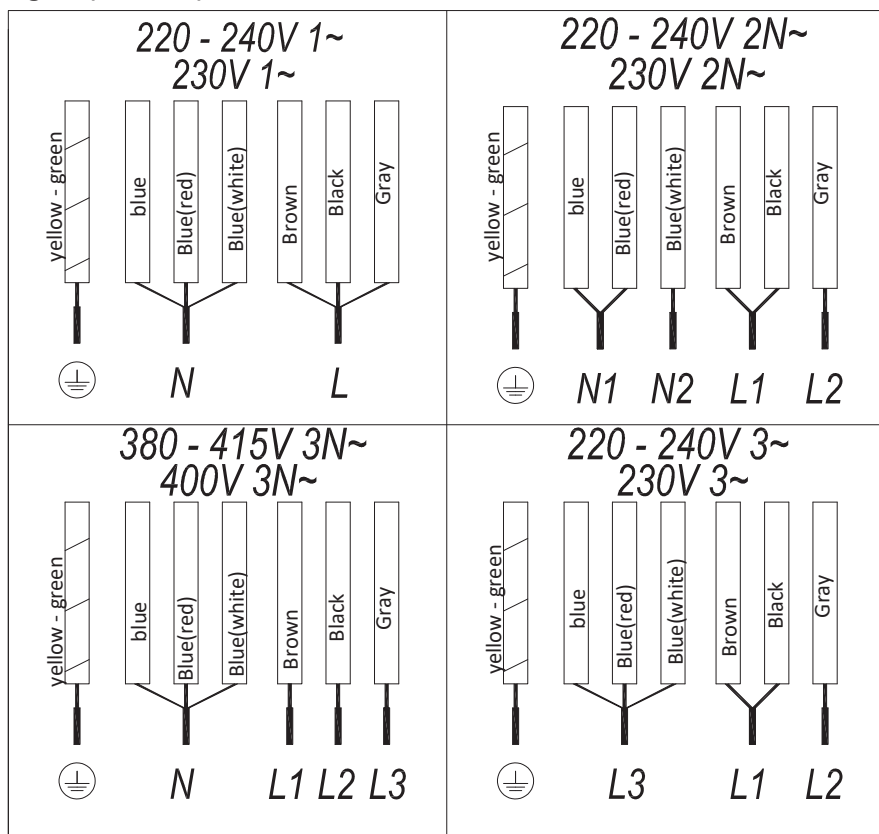 220 - 240V 1~
230V 1~
yellow - green
blue
Blue(red)
Blue(white)
Brown
Black
Gray
N
L
220 - 240V 2N~
230V 2N~
yellow - green
blue
Blue(red)
Blue(white)
Brown
Black
Gray
N1 N2 L1 L2
380 - 415V 3N~
400V 3N~
yellow - green
blue
Blue(red)
Blue(white)
Brown
Black
Gray
N L1 L2 L3
220 - 240V 3~
230V 3~
yellow - green
blue
Blue(red)
Blue(white)
Brown
Black
Gray
L3 L1 L2